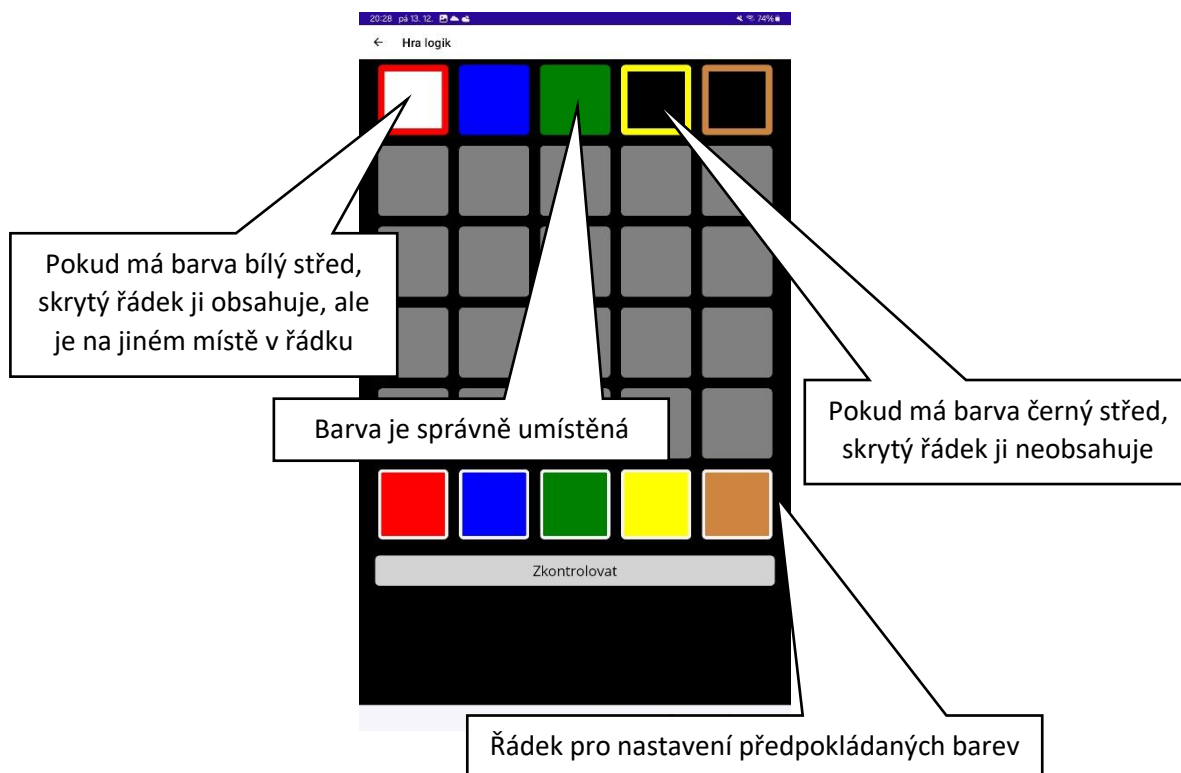 20:28 pá 13. 12. 74%
Hra logik
Pokud má barva bílý střed,
skrytý řádek ji obsahuje, ale
je na jiném místě v řádku
Barva je správně umístěná
Pokud má barva černý střed,
skrytý řádek ji neobsahuje
Zkontrolovat
Řádek pro nastavení předpokládaných barev